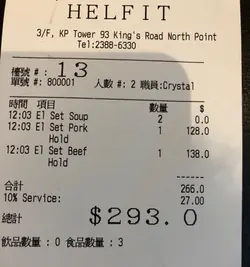 HELFIT
3/F, KP Tower 93 King's Road North Point
Tel:2388-6330
檯號 # : 13
單號 #: 800001 人數 #: 2 職員:Crystal
時間 項目 數量 $
12:03 El Set Soup 2 0.0
12:03 El Set Pork 1 128.0
Hold
12:03 El Set Beef 1 138.0
Hold
------
合計 266.0
10% Service: 27.00
總計 $293.0
飲品數量 : 0 食品數量 : 3